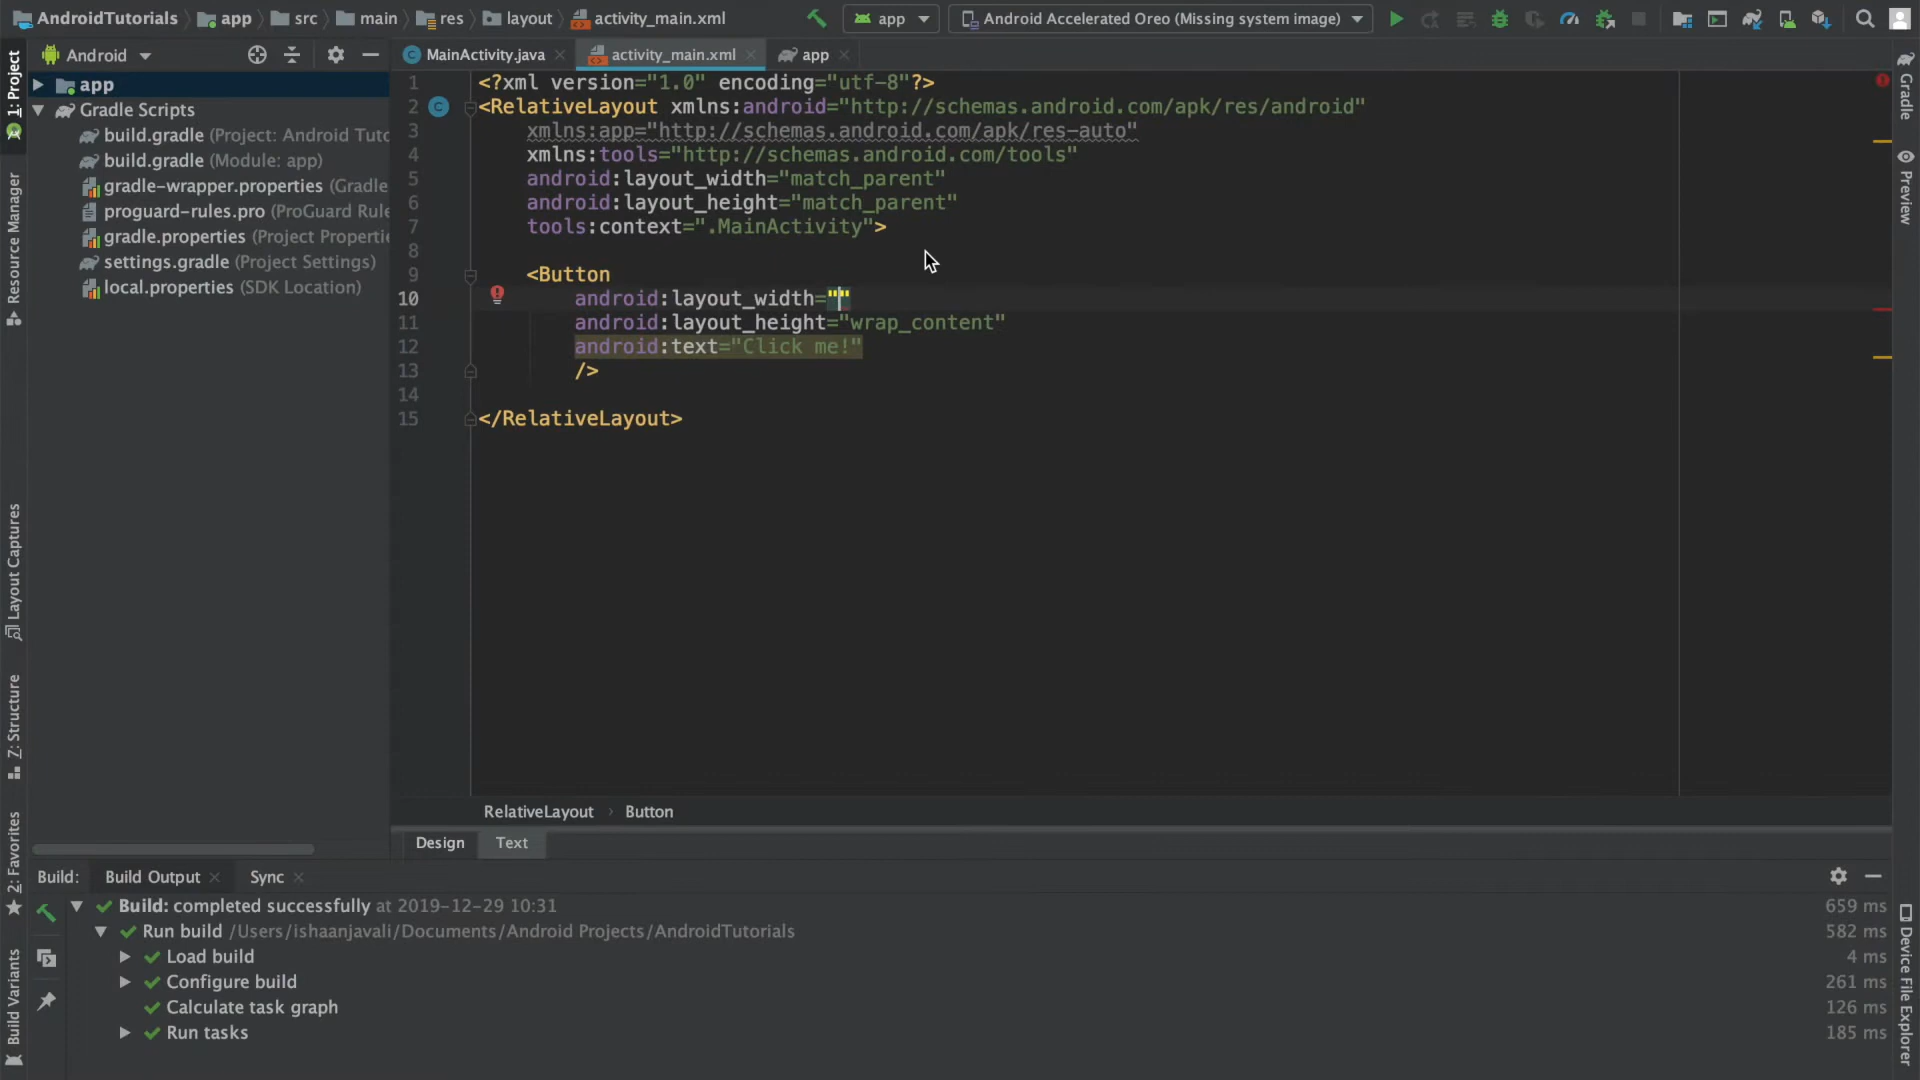 AndroidTutorials app src main res layout activity_main.xml app Android Accelerated Oreo (Missing system image)
Android MainActivity.java activity_main.xml app
1: Project
Resource Manager
Layout Captures
Z: Structure
2: Favorites
Build Variants
app
Gradle Scripts
build.gradle (Project: Android Tuto
build.gradle (Module: app)
gradle-wrapper.properties (Gradle
proguard-rules.pro (ProGuard Rule
gradle.properties (Project Properti
settings.gradle (Project Settings)
local.properties (SDK Location)
1 <?xml version="1.0" encoding="utf-8"?>
2 <RelativeLayout xmlns:android="http://schemas.android.com/apk/res/android"
3 xmlns:app="http://schemas.android.com/apk/res-auto"
4 xmlns:tools="http://schemas.android.com/tools"
5 android:layout_width="match_parent"
6 android:layout_height="match_parent"
7 tools:context=".MainActivity">
8
9 <Button
10 android:layout_width=""
11 android:layout_height="wrap_content"
12 android:text="Click me!"
13 />
14
15 </RelativeLayout>
RelativeLayout Button
Design Text
Gradle
Preview
Device File Explorer
Build: Build Output Sync
Build: completed successfully at 2019-12-29 10:31 659 ms
Run build /Users/ishaanjavali/Documents/Android Projects/AndroidTutorials 582 ms
Load build 4 ms
Configure build 261 ms
Calculate task graph 126 ms
Run tasks 185 ms